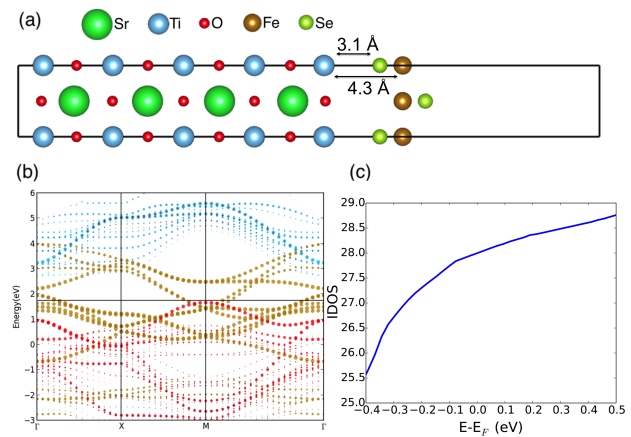 (a)
Sr Ti O Fe Se
3.1 Å
4.3 Å
(b)
(c)
Energy(eV)
6
5
4
3
2
1
0
−1
−2
−3
Γ X M Γ
IDOS
29.0
28.5
28.0
27.5
27.0
26.5
26.0
25.5
25.0
−0.4 −0.3 −0.2 −0.1 0.0 0.1 0.2 0.3 0.4 0.5
E-E_F (eV)